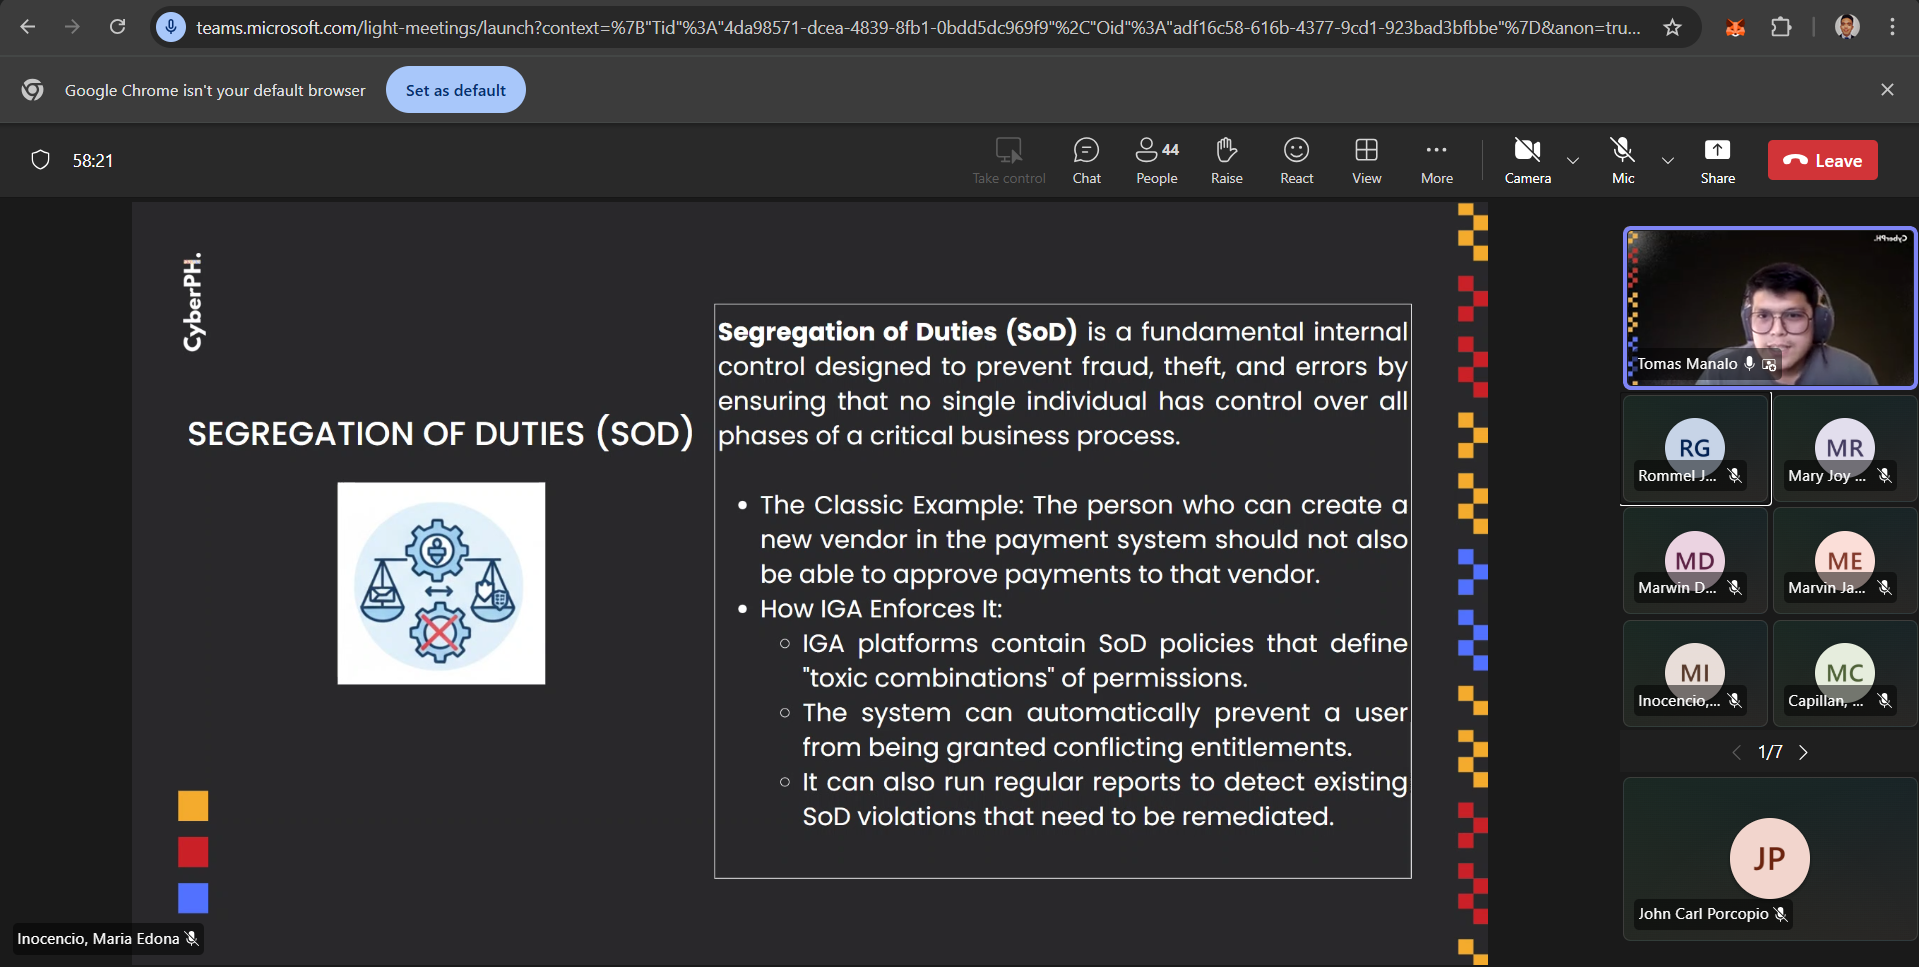 teams.microsoft.com/light-meetings/launch?context=%7B"Tid"%3A"4da98571-dcea-4839-8fb1-0bdd5dc969f9"%2C"Oid"%3A"adf16c58-616b-4377-9cd1-923bad3bfbbe"%7D&anon=tru...
Google Chrome isn't your default browser
Set as default
58:21
Take control
Chat
44
People
Raise
React
View
More
Camera
Mic
Share
Leave
CyberPH.
SEGREGATION OF DUTIES (SOD)
Segregation of Duties (SoD) is a fundamental internal
control designed to prevent fraud, theft, and errors by
ensuring that no single individual has control over all
phases of a critical business process.
• The Classic Example: The person who can create a
new vendor in the payment system should not also
be able to approve payments to that vendor.
• How IGA Enforces It:
◦ IGA platforms contain SoD policies that define
"toxic combinations" of permissions.
◦ The system can automatically prevent a user
from being granted conflicting entitlements.
◦ It can also run regular reports to detect existing
SoD violations that need to be remediated.
Inocencio, Maria Edona
CyberPH.
Tomas Manalo
RG
Rommel J...
MR
Mary Joy ...
MD
Marwin D...
ME
Marvin Ja...
MI
Inocencio,...
MC
Capillan, ...
1/7
JP
John Carl Porcopio